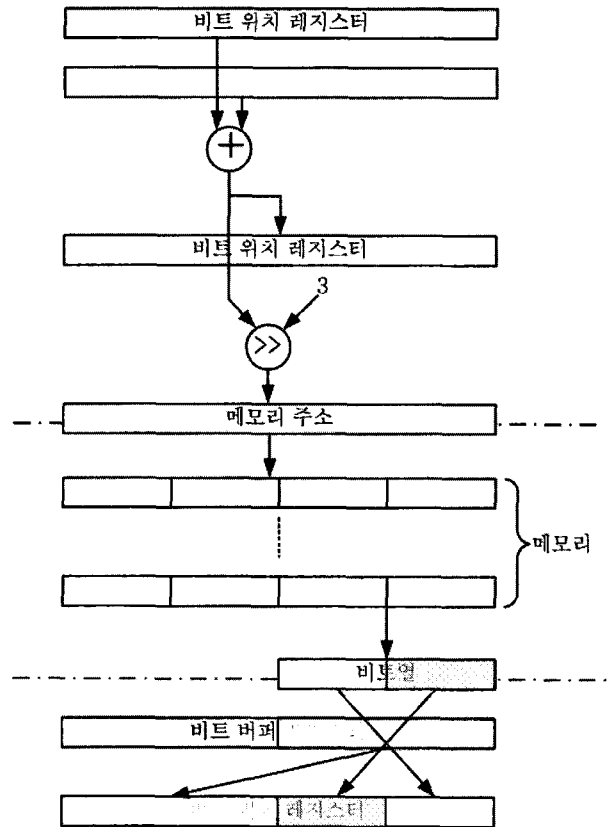 비트 위치 레지스터
+
비트 위치 레지스터
3
>>
메모리 주소
메모리
비트열
비트 버퍼
레지스터